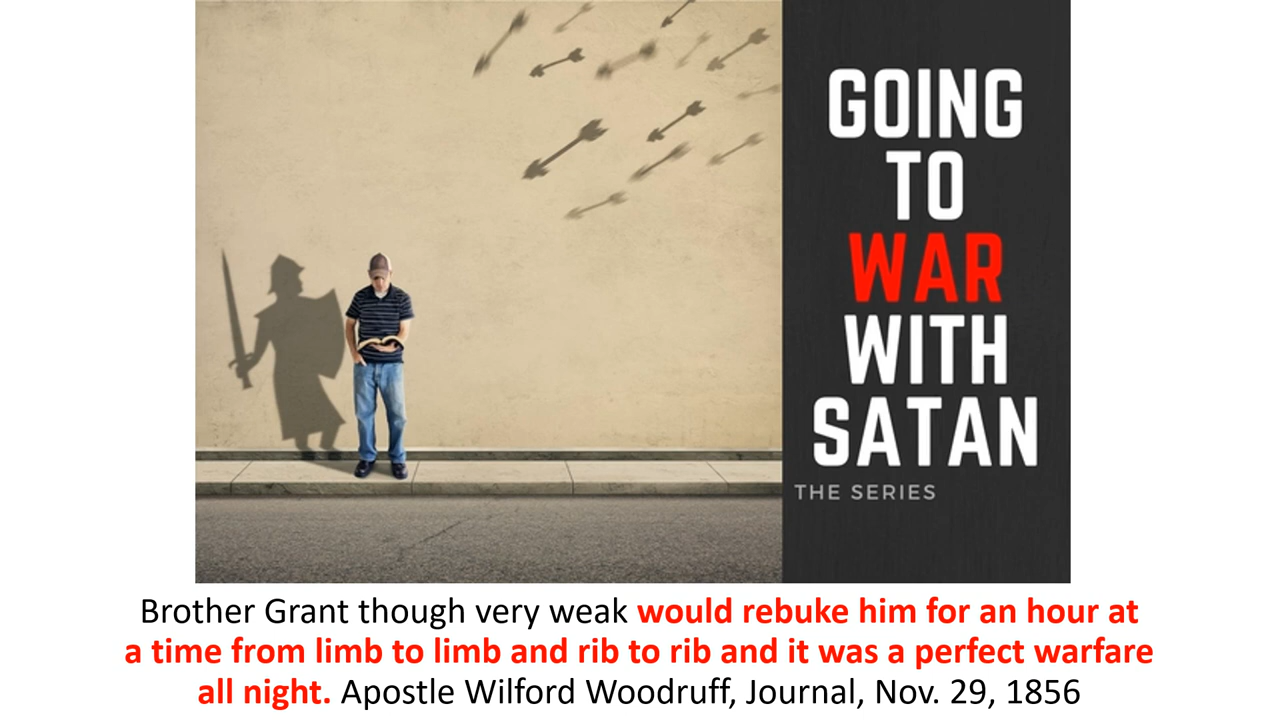 GOING
TO
WAR
WITH
SATAN
THE SERIES
Brother Grant though very weak would rebuke him for an hour at
a time from limb to limb and rib to rib and it was a perfect warfare
all night. Apostle Wilford Woodruff, Journal, Nov. 29, 1856